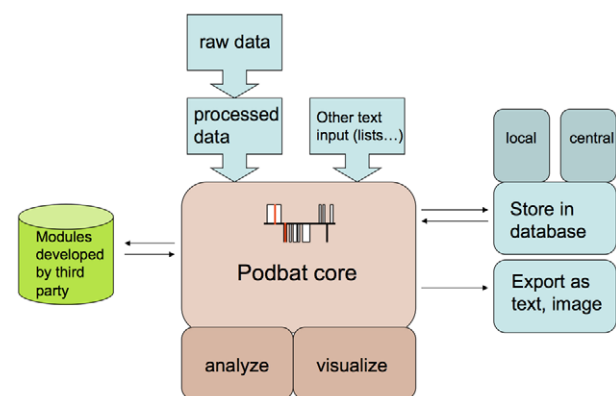 raw data
processed
data
Other text
input (lists...)
local
central
Store in
database
Modules
developed
by third
party
Podbat core
Export as
text, image
analyze
visualize